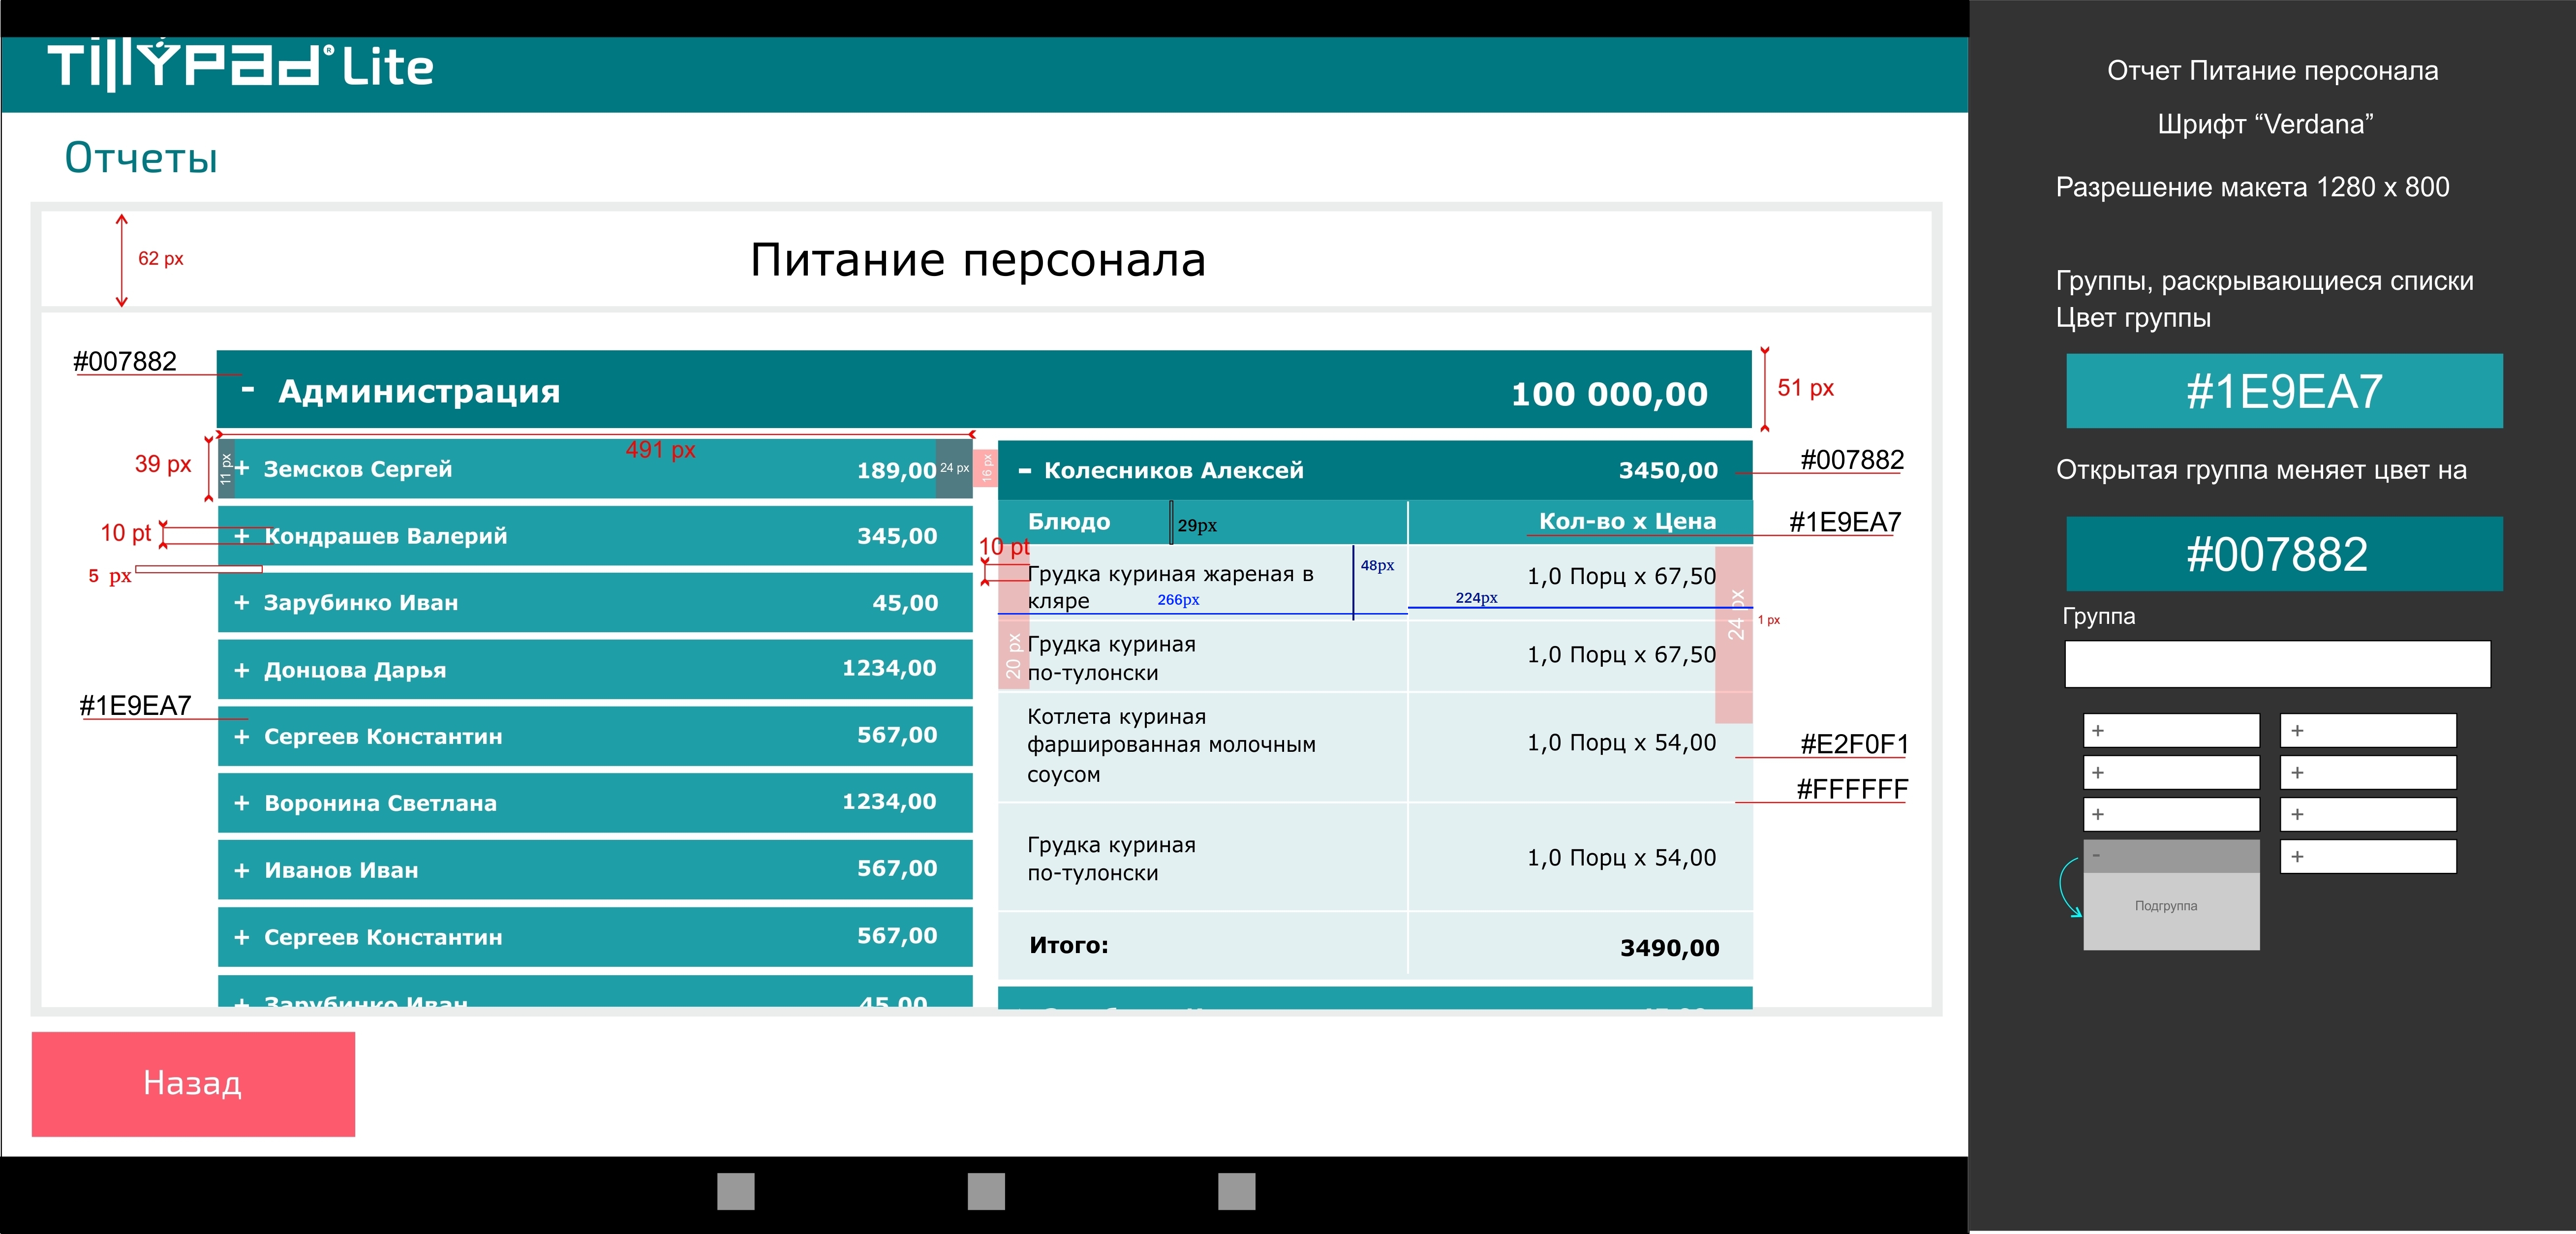 TillYPad® Lite
Отчеты
62 px
Питание персонала
#007882
- Администрация
100 000,00
51 px
491 px
39 px
11 px
+ Земсков Сергей
189,00
24 px
16 px
- Колесников Алексей
3450,00
#007882
10 pt
+ Кондрашев Валерий
345,00
Блюдо
29px
Кол-во х Цена
#1E9EA7
5 px
10 pt
+ Зарубинко Иван
45,00
Грудка куриная жареная в
кляре
266px
48px
1,0 Порц х 67,50
224px
24 px
1 px
20 px
+ Донцова Дарья
1234,00
Грудка куриная
по-тулонски
1,0 Порц х 67,50
#1E9EA7
+ Сергеев Константин
567,00
Котлета куриная
фаршированная молочным
соусом
1,0 Порц х 54,00
#E2F0F1
#FFFFFF
+ Воронина Светлана
1234,00
+ Иванов Иван
567,00
Грудка куриная
по-тулонски
1,0 Порц х 54,00
+ Сергеев Константин
567,00
Итого:
3490,00
+ Зарубинко Иван
45,00
Назад
Отчет Питание персонала
Шрифт “Verdana”
Разрешение макета 1280 х 800
Группы, раскрывающиеся списки
Цвет группы
#1E9EA7
Открытая группа меняет цвет на
#007882
Группа
+ +
+ +
+ +
- +
Подгруппа